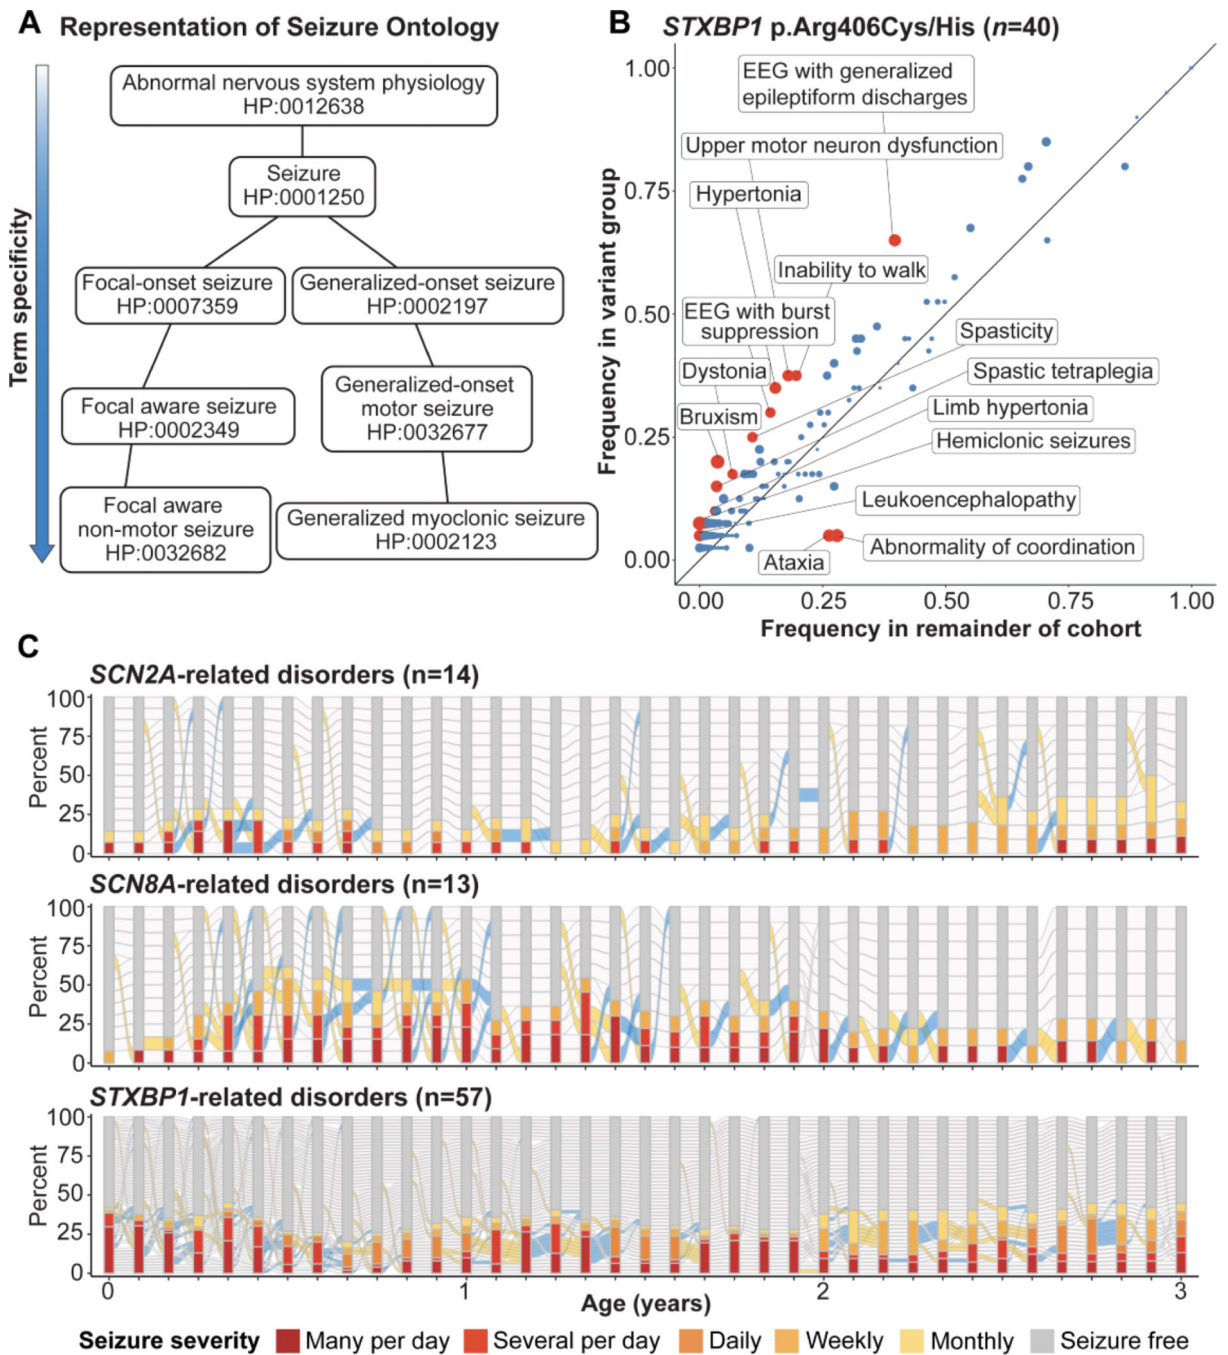 A Representation of Seizure Ontology
Term specificity
Abnormal nervous system physiology
HP:0012638
Seizure
HP:0001250
Focal-onset seizure
HP:0007359
Generalized-onset seizure
HP:0002197
Focal aware seizure
HP:0002349
Generalized-onset
motor seizure
HP:0032677
Focal aware
non-motor seizure
HP:0032682
Generalized myoclonic seizure
HP:0002123
B STXBP1 p.Arg406Cys/His (n=40)
Frequency in variant group
1.00
0.75
0.50
0.25
0.00
EEG with generalized
epileptiform discharges
Upper motor neuron dysfunction
Hypertonia
Inability to walk
EEG with burst
suppression
Spasticity
Dystonia
Spastic tetraplegia
Bruxism
Limb hypertonia
Hemiclonic seizures
Leukoencephalopathy
Abnormality of coordination
Ataxia
0.00 0.25 0.50 0.75 1.00
Frequency in remainder of cohort
C
SCN2A-related disorders (n=14)
Percent
100
75
50
25
0
SCN8A-related disorders (n=13)
Percent
100
75
50
25
0
STXBP1-related disorders (n=57)
Percent
100
75
50
25
0
0 1 2 3
Age (years)
Seizure severity Many per day Several per day Daily Weekly Monthly Seizure free